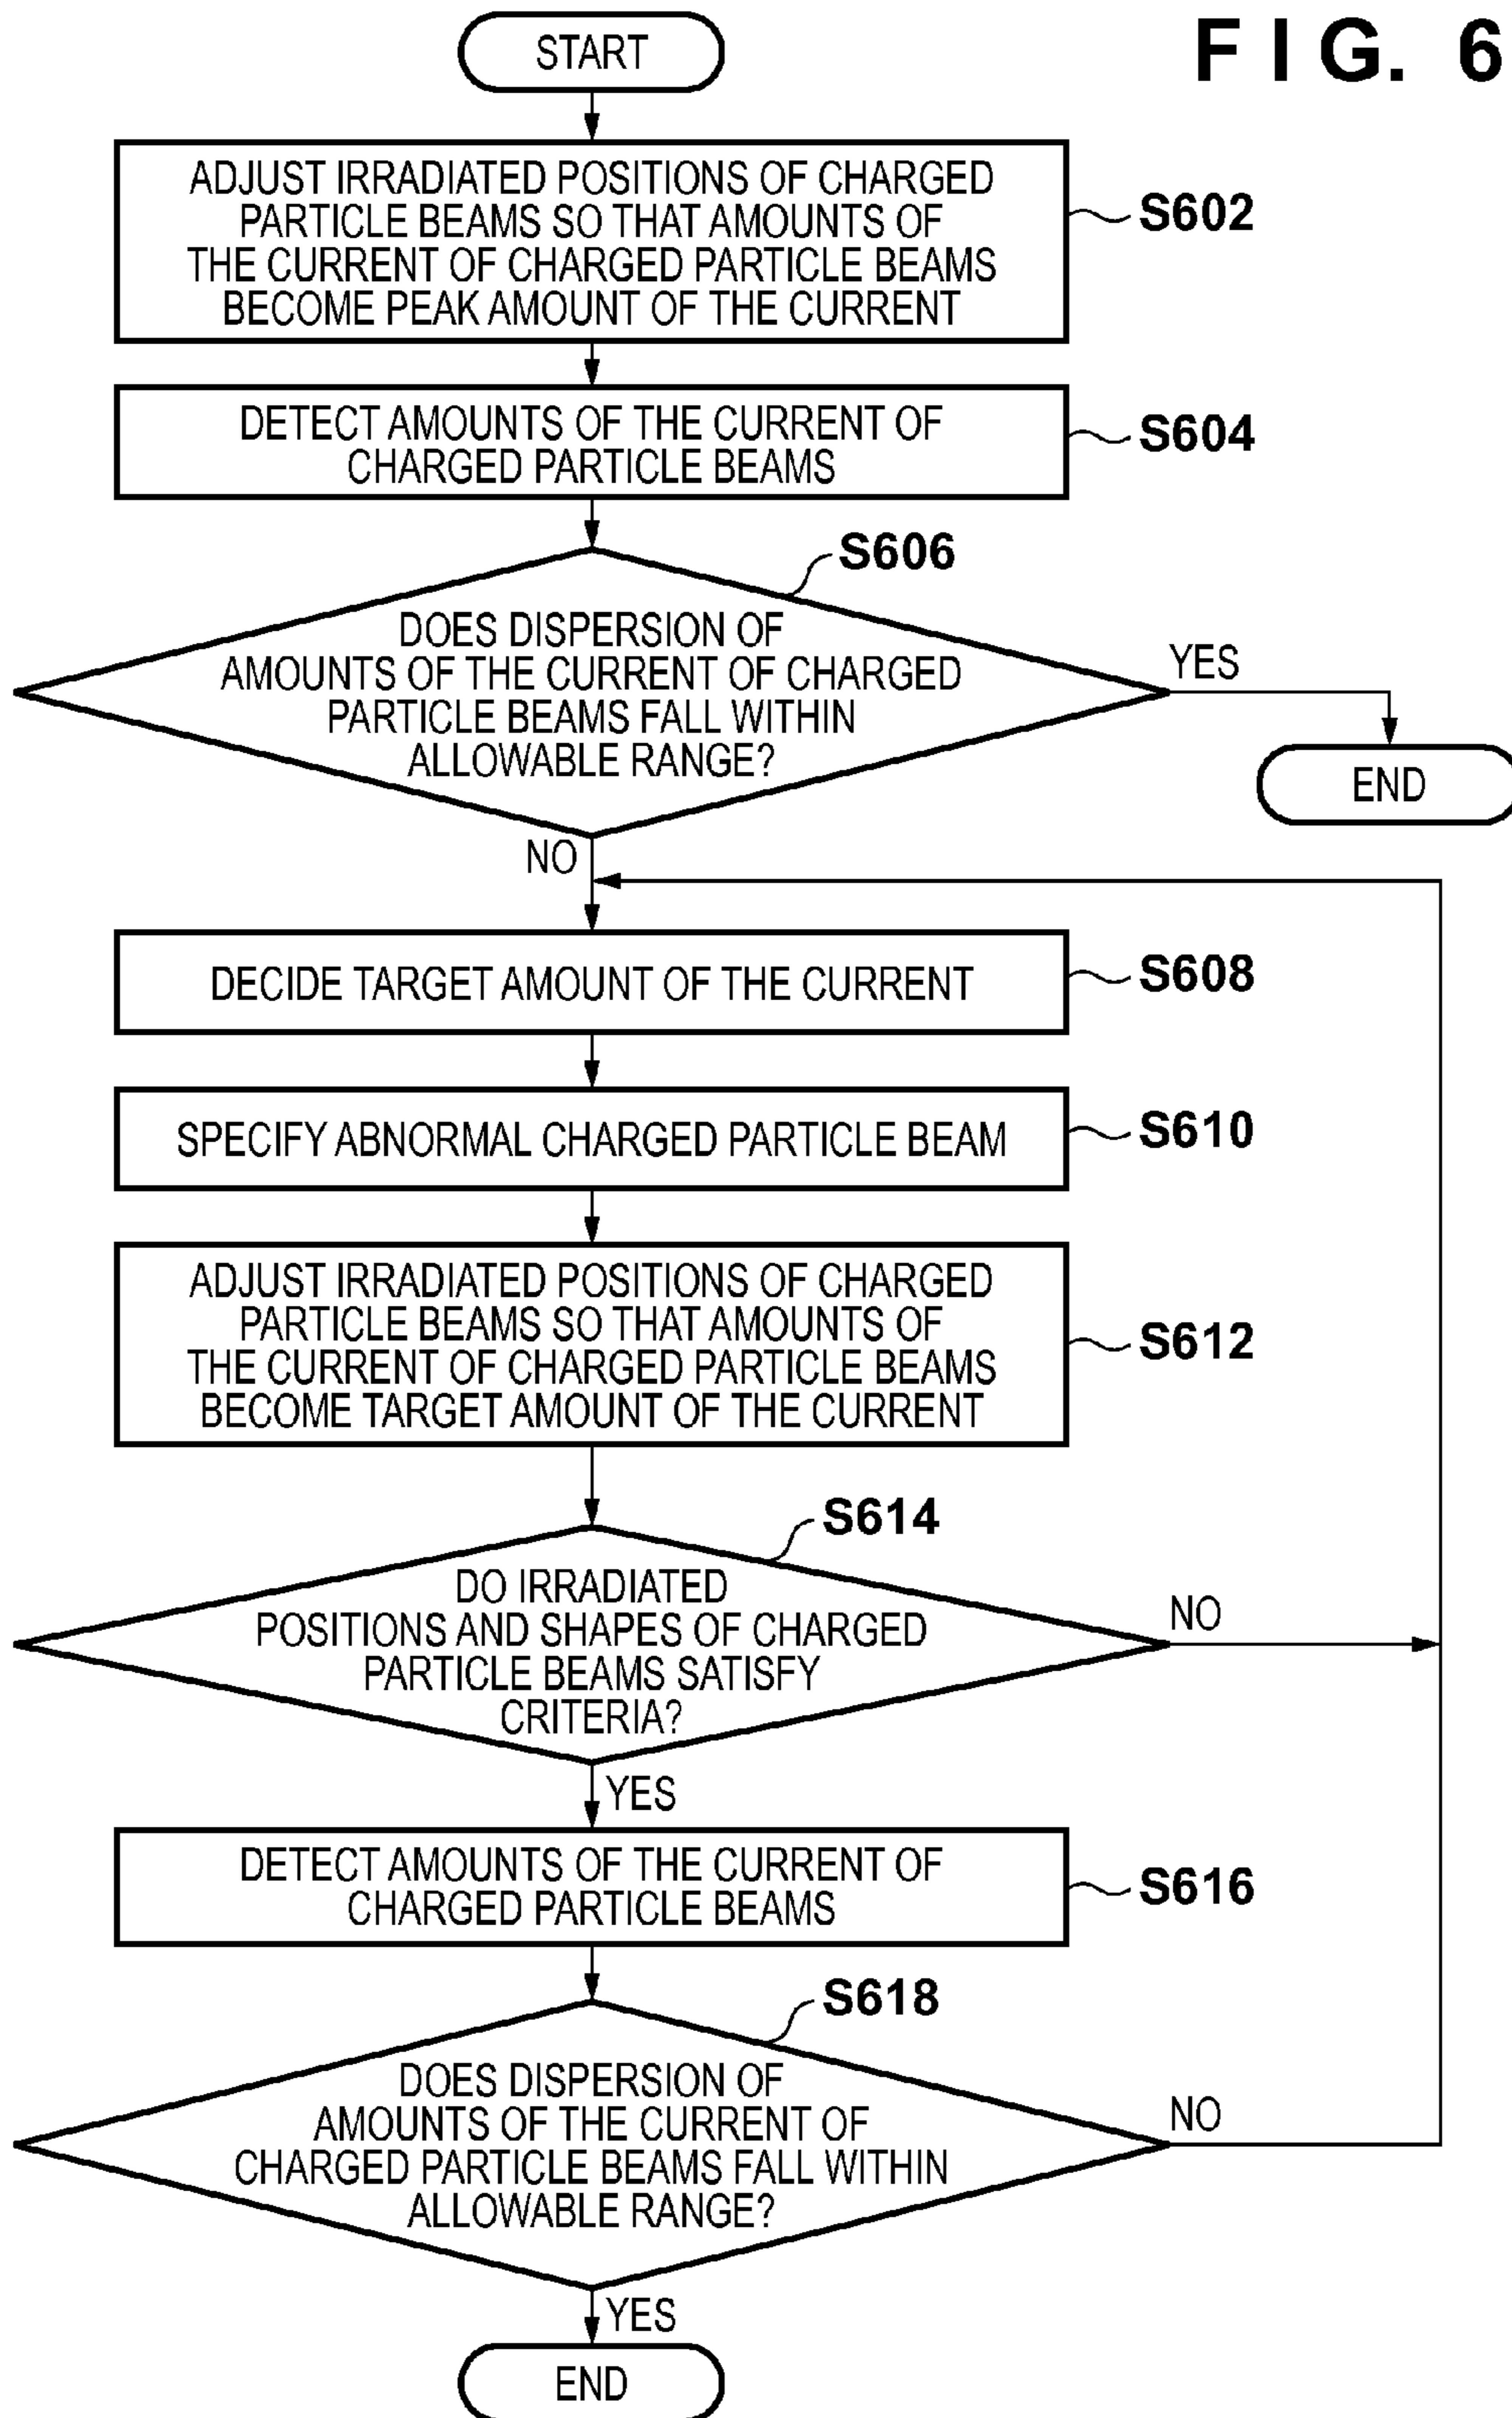 FIG. 6
START
ADJUST IRRADIATED POSITIONS OF CHARGED
PARTICLE BEAMS SO THAT AMOUNTS OF
THE CURRENT OF CHARGED PARTICLE BEAMS
BECOME PEAK AMOUNT OF THE CURRENT
S602
DETECT AMOUNTS OF THE CURRENT OF
CHARGED PARTICLE BEAMS
S604
S606
DOES DISPERSION OF
AMOUNTS OF THE CURRENT OF CHARGED
PARTICLE BEAMS FALL WITHIN
ALLOWABLE RANGE?
YES
END
NO
DECIDE TARGET AMOUNT OF THE CURRENT
S608
SPECIFY ABNORMAL CHARGED PARTICLE BEAM
S610
ADJUST IRRADIATED POSITIONS OF CHARGED
PARTICLE BEAMS SO THAT AMOUNTS OF
THE CURRENT OF CHARGED PARTICLE BEAMS
BECOME TARGET AMOUNT OF THE CURRENT
S612
S614
DO IRRADIATED
POSITIONS AND SHAPES OF CHARGED
PARTICLE BEAMS SATISFY
CRITERIA?
NO
YES
DETECT AMOUNTS OF THE CURRENT OF
CHARGED PARTICLE BEAMS
S616
S618
DOES DISPERSION OF
AMOUNTS OF THE CURRENT OF
CHARGED PARTICLE BEAMS FALL WITHIN
ALLOWABLE RANGE?
NO
YES
END